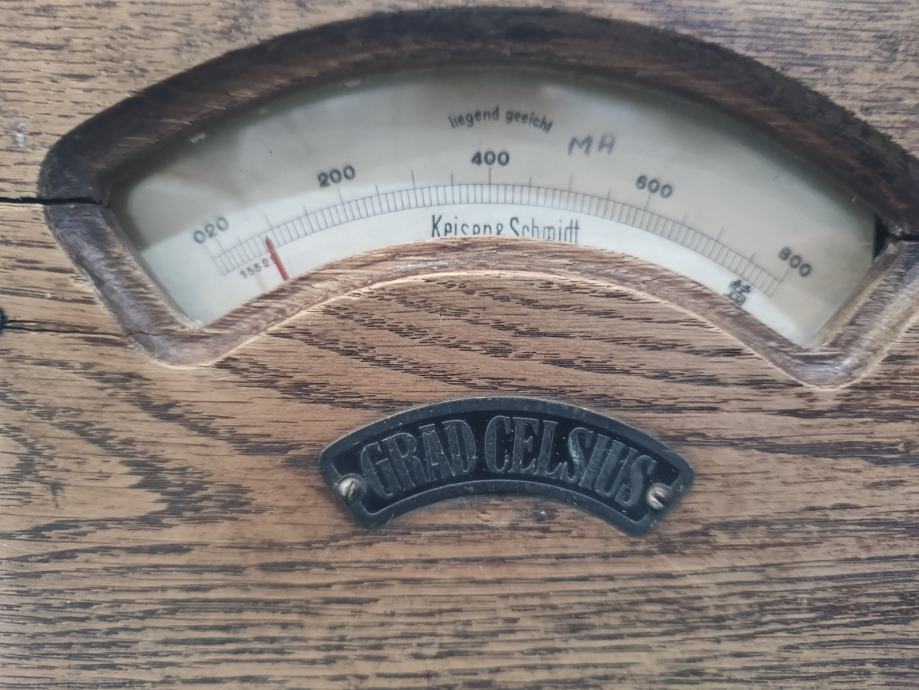 liegend geeicht
MA
020 200 400 600 800
Keiser & Schmidt
GRAD CELSIUS